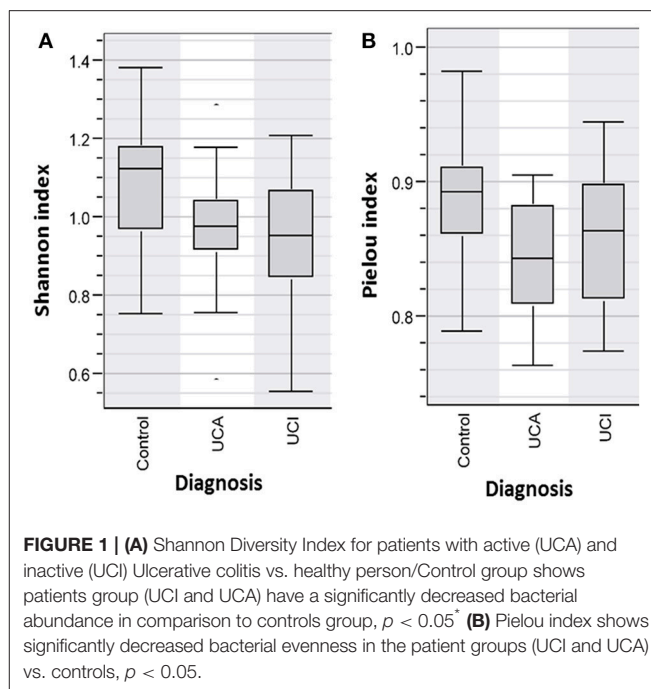 A
B
1.4
1.2
1.0
0.8
0.6
Shannon index
Control
UCA
UCI
Diagnosis
1.0
0.9
0.8
Pielou index
Control
UCA
UCI
Diagnosis
FIGURE 1 | (A) Shannon Diversity Index for patients with active (UCA) and
inactive (UCI) Ulcerative colitis vs. healthy person/Control group shows
patients group (UCI and UCA) have a significantly decreased bacterial
abundance in comparison to controls group, p < 0.05* (B) Pielou index shows
significantly decreased bacterial evenness in the patient groups (UCI and UCA)
vs. controls, p < 0.05.